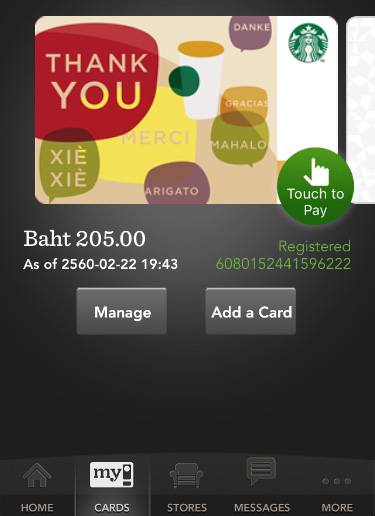 DANKE
THANK
YOU
GRACIAS
MERCI
MAHALO
XIÈ
XIÈ
ARIGATO
Touch to
Pay
Baht 205.00
As of 2560-02-22 19:43
Registered
6080152441596222
Manage
Add a Card
my
HOME
CARDS
STORES
MESSAGES
MORE